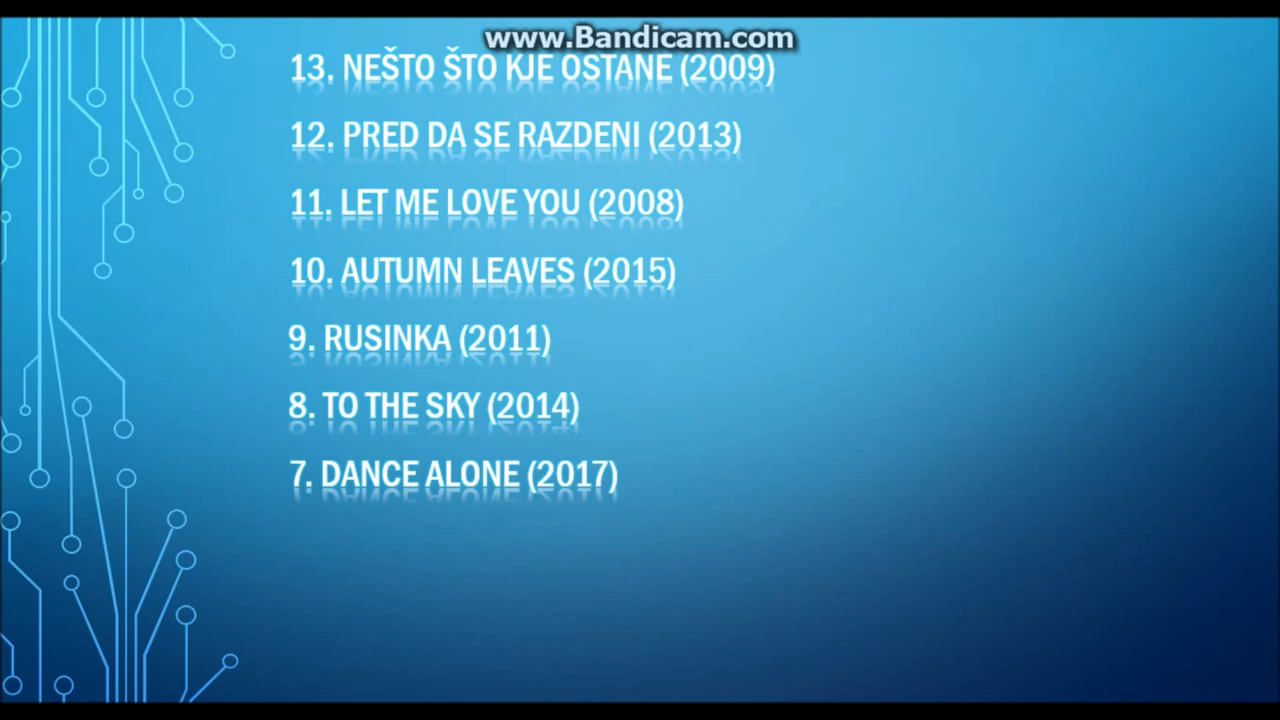 www.Bandicam.com
13. NEŠTO ŠTO KJE OSTANE (2009)
12. PRED DA SE RAZDENI (2013)
11. LET ME LOVE YOU (2008)
10. AUTUMN LEAVES (2015)
9. RUSINKA (2011)
8. TO THE SKY (2014)
7. DANCE ALONE (2017)